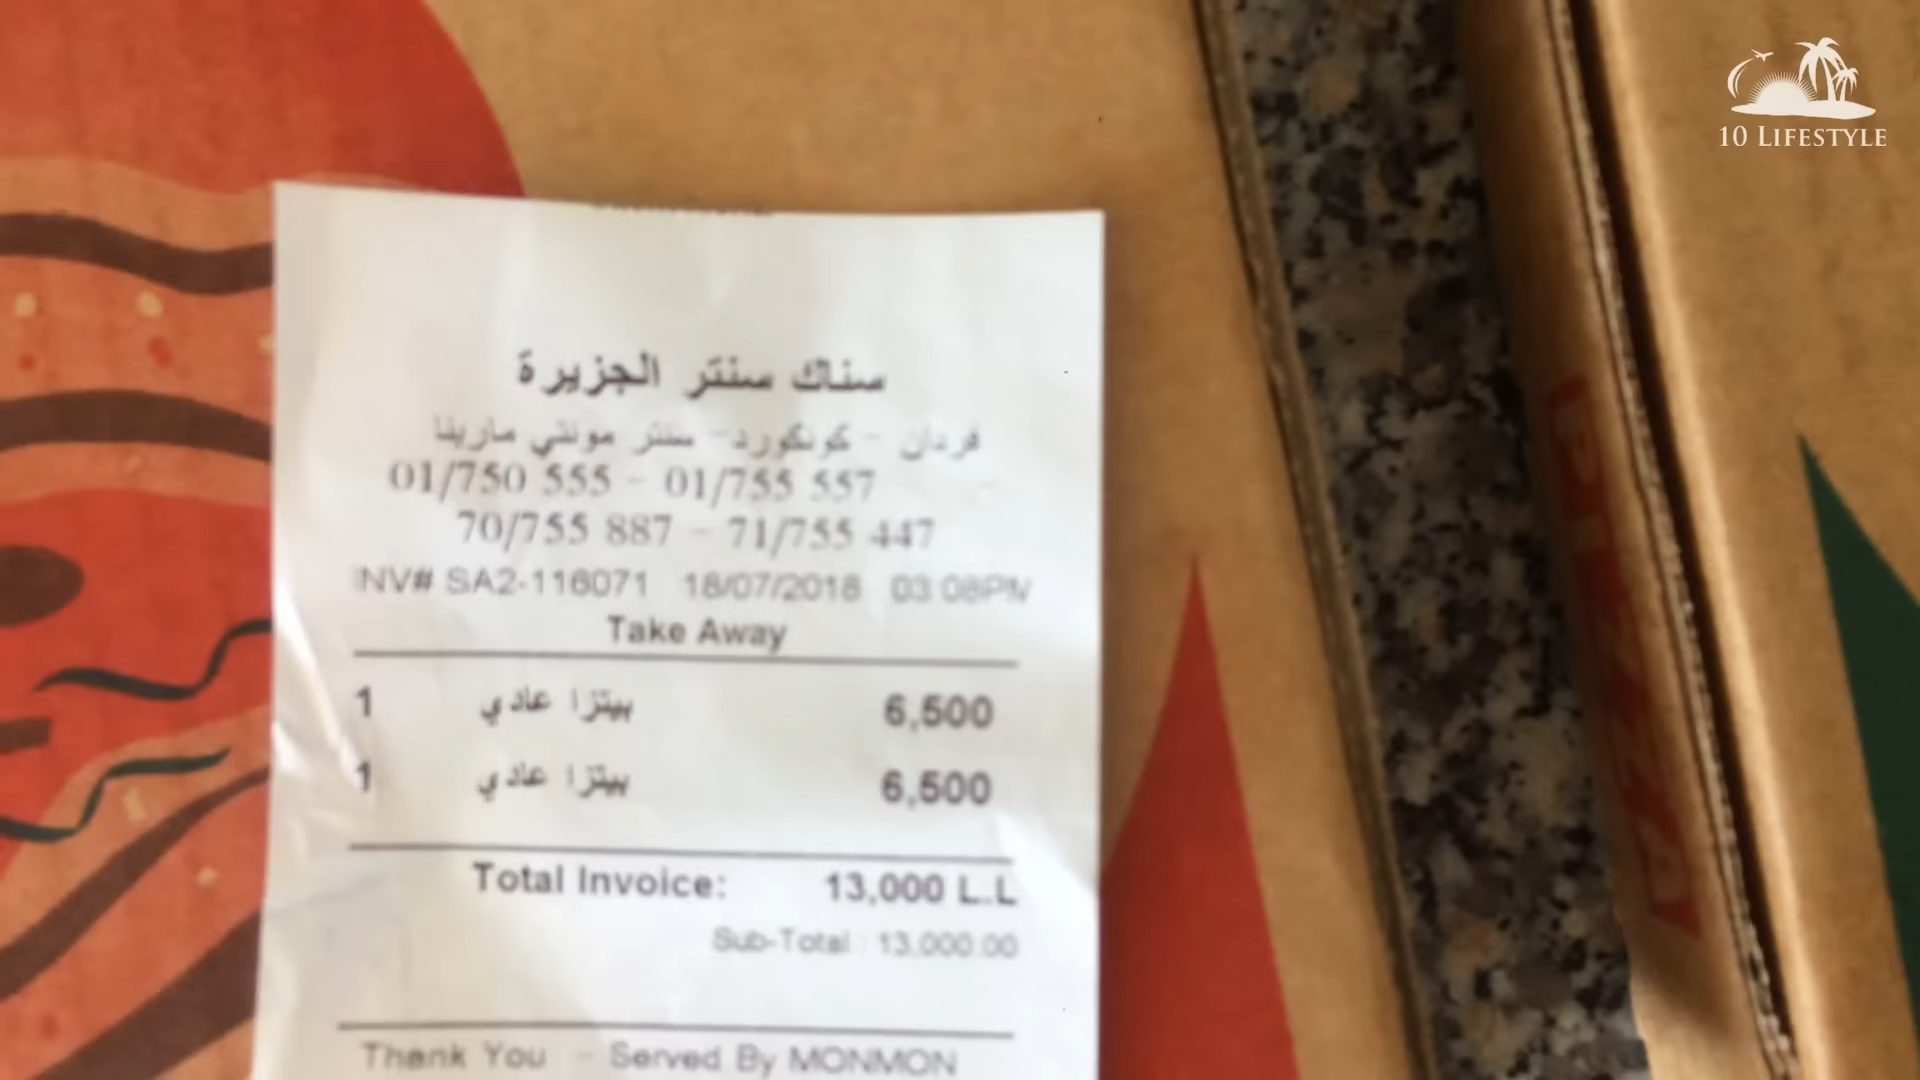 10 LIFESTYLE
سناك سنتر الجزيرة
فردان - كونكورد- سنتر مونتي مارينا
01/750 555 - 01/755 557
70/755 887 - 71/755 447
INV# SA2-116071 18/07/2018 03:08PM
Take Away
1 بيتزا عادي 6,500
1 بيتزا عادي 6,500
Total Invoice: 13,000 L.L
Sub-Total : 13,000.00
Thank You - Served By MONMON
PIZZA